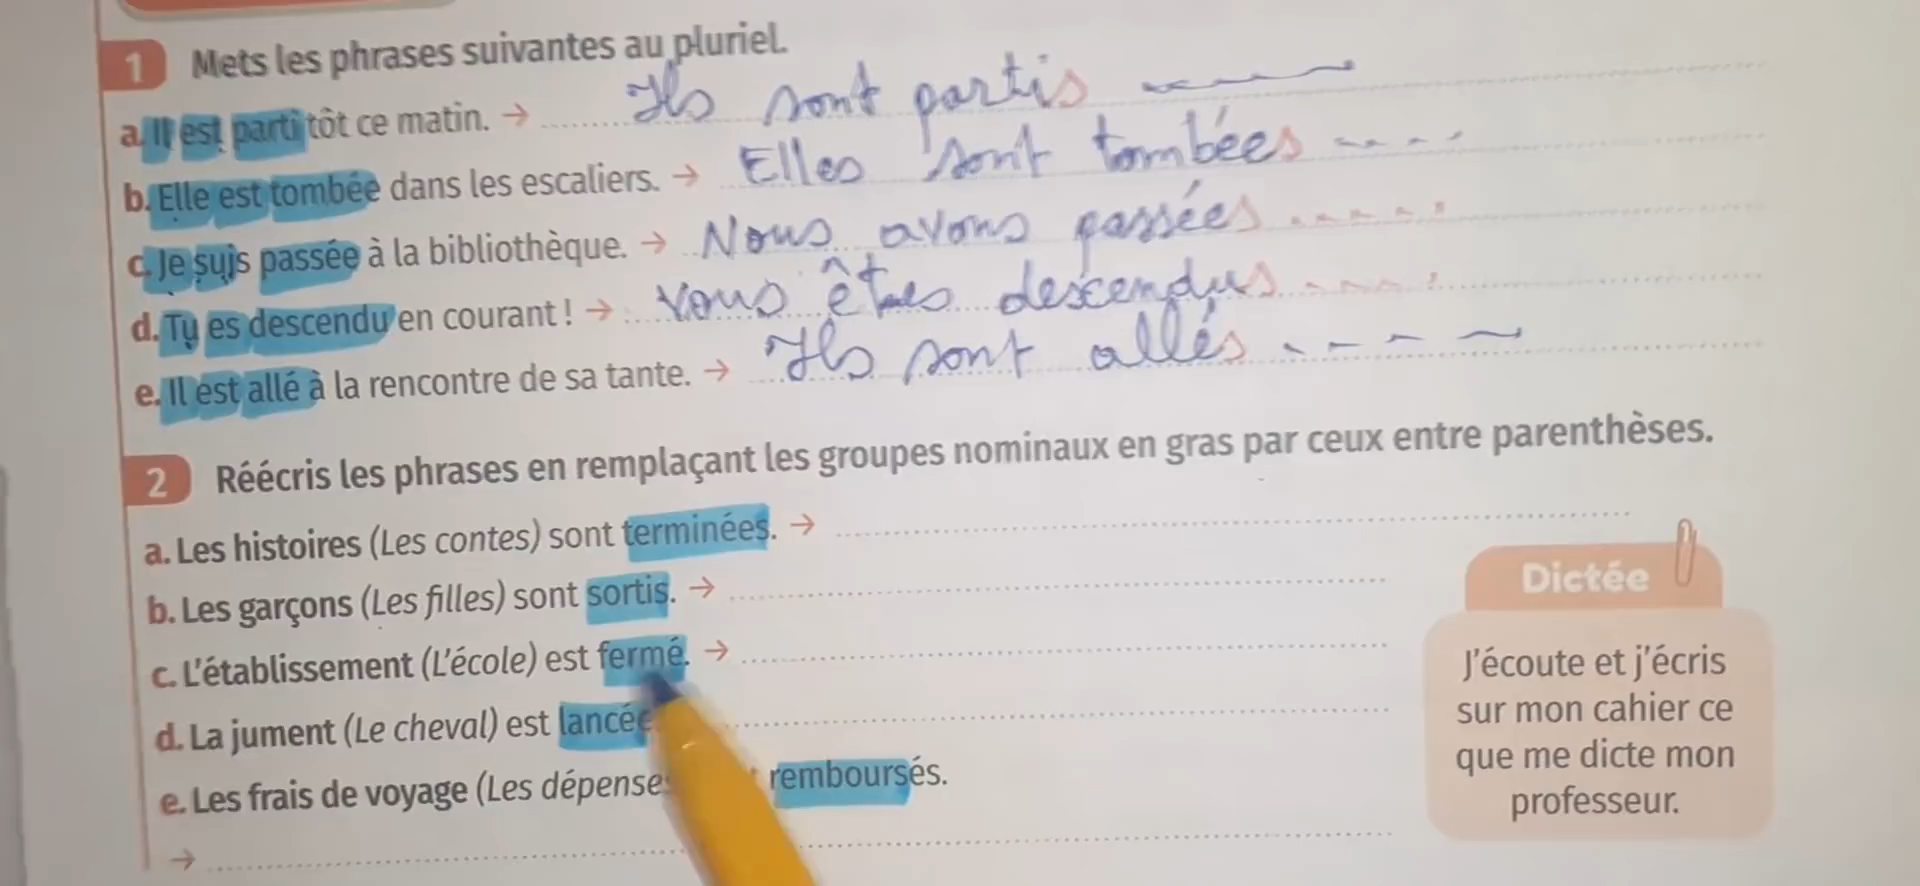 1 Mets les phrases suivantes au pluriel.
a. Il est parti tôt ce matin. → Ils sont partis
b. Elle est tombée dans les escaliers. → Elles sont tombées
c. Je suis passée à la bibliothèque. → Nous avons passées
d. Tu es descendu en courant ! → Vous êtes descendus
e. Il est allé à la rencontre de sa tante. → Ils sont allés
2 Réécris les phrases en remplaçant les groupes nominaux en gras par ceux entre parenthèses.
a. Les histoires (Les contes) sont terminées. →
b. Les garçons (Les filles) sont sortis. →
c. L'établissement (L'école) est fermé. →
d. La jument (Le cheval) est lancée
e. Les frais de voyage (Les dépenses remboursés.
→
Dictée
J'écoute et j'écris
sur mon cahier ce
que me dicte mon
professeur.